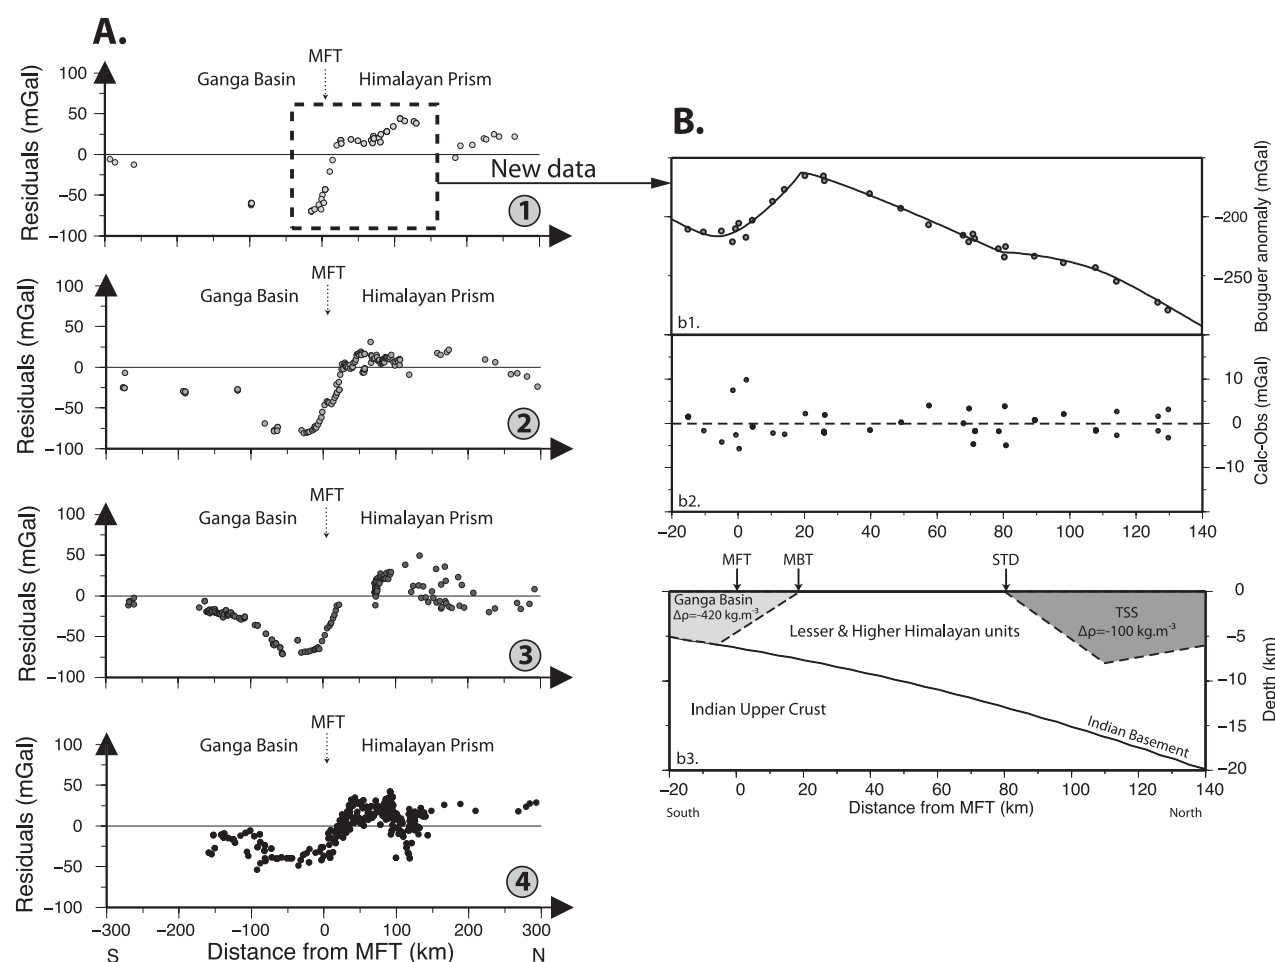 A.
MFT
Ganga Basin
Himalayan Prism
Residuals (mGal)
100
50
0
−50
−100
New data
1
MFT
Ganga Basin
Himalayan Prism
Residuals (mGal)
100
50
0
−50
−100
2
MFT
Ganga Basin
Himalayan Prism
Residuals (mGal)
100
50
0
−50
−100
3
MFT
Ganga Basin
Himalayan Prism
Residuals (mGal)
100
50
0
−50
−100
4
−300 −200 −100 0 100 200 300
S Distance from MFT (km) N
B.
−200
−250
Bouguer anomaly (mGal)
b1.
10
0
−10
Calc-Obs (mGal)
b2.
−20 0 20 40 60 80 100 120 140
MFT MBT STD
Ganga Basin
Δρ=-420 kg.m-3
TSS
Δρ=-100 kg.m-3
Lesser & Higher Himalayan units
Indian Upper Crust
Indian Basement
b3.
0
−5
−10
−15
−20
Depth (km)
−20 0 20 40 60 80 100 120 140
South Distance from MFT (km) North